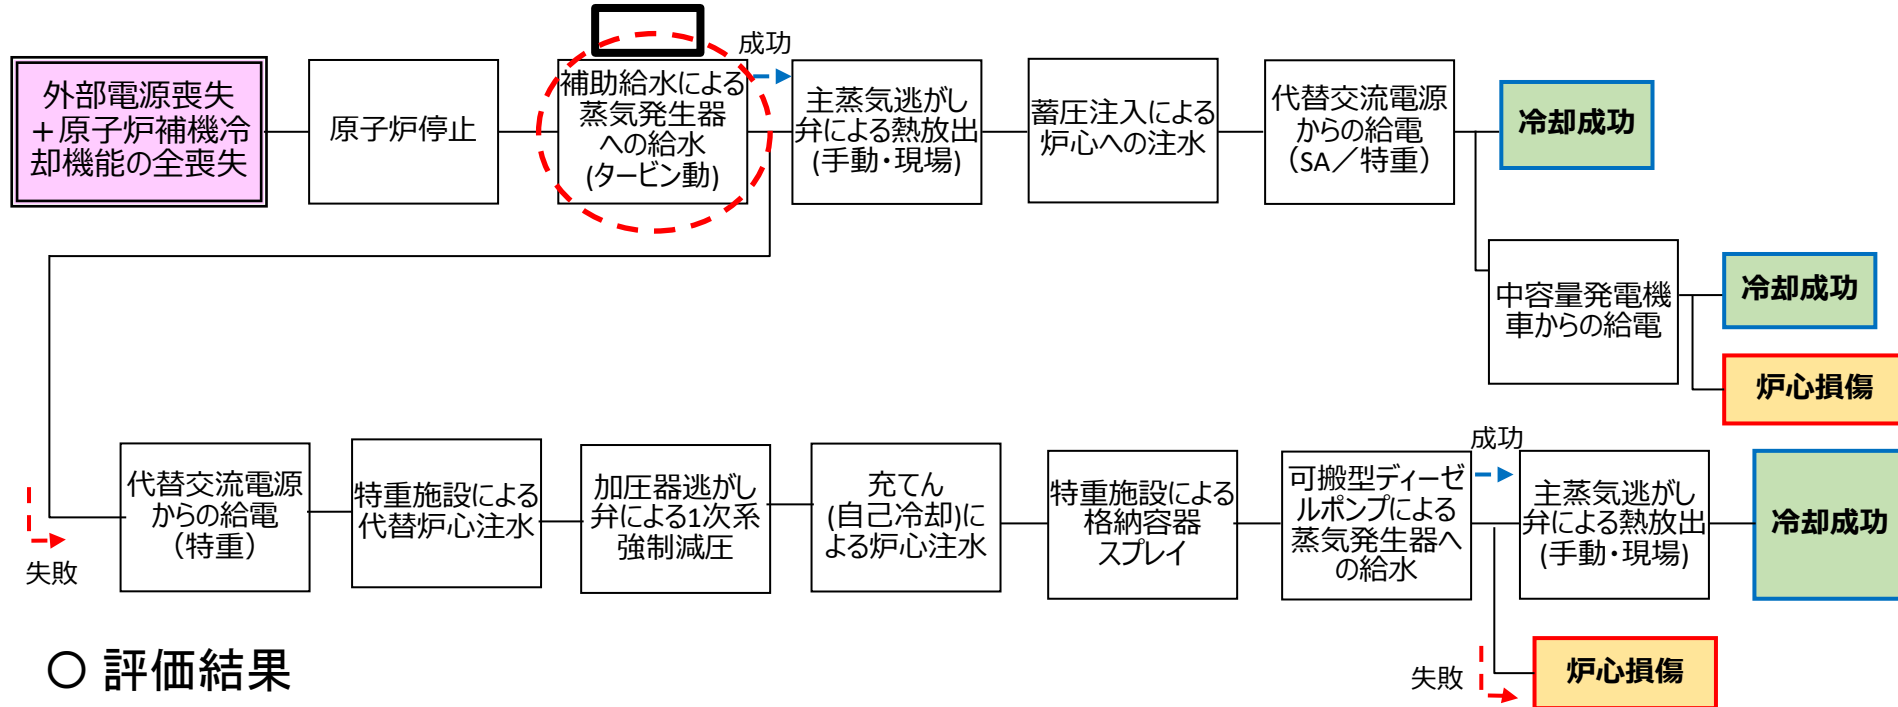 成功
外部電源喪失
＋原子炉補機冷
却機能の全喪失
原子炉停止
補助給水による
蒸気発生器
への給水
(タービン動)
主蒸気逃がし
弁による熱放出
(手動・現場)
蓄圧注入による
炉心への注水
代替交流電源
からの給電
（SA／特重）
冷却成功
中容量発電機
車からの給電
冷却成功
炉心損傷
失敗
代替交流電源
からの給電
（特重）
特重施設による
代替炉心注水
加圧器逃がし
弁による1次系
強制減圧
充てん
(自己冷却)に
よる炉心注水
特重施設による
格納容器
スプレイ
可搬型ディーゼ
ルポンプによる
蒸気発生器へ
の給水
成功
主蒸気逃がし
弁による熱放出
(手動・現場)
冷却成功
失敗
炉心損傷
○ 評価結果